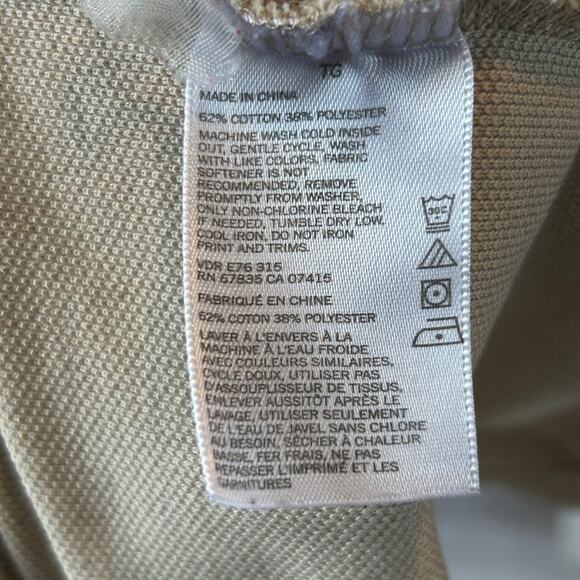 TG
MADE IN CHINA
62% COTTON 38% POLYESTER
MACHINE WASH COLD INSIDE
OUT, GENTLE CYCLE, WASH
WITH LIKE COLORS, FABRIC
SOFTENER IS NOT
RECOMMENDED, REMOVE
PROMPTLY FROM WASHER,
ONLY NON-CHLORINE BLEACH
IF NEEDED, TUMBLE DRY LOW,
COOL IRON, DO NOT IRON
PRINT AND TRIMS.
VDR E76 315
RN 67835 CA 07415
FABRIQUÉ EN CHINE
62% COTON 38% POLYESTER
LAVER À L'ENVERS À LA
MACHINE À L'EAU FROIDE
AVEC COULEURS SIMILAIRES,
CYCLE DOUX, UTILISER PAS
D'ASSOUPLISSEUR DE TISSUS,
ENLEVER AUSSITÔT APRÈS LE
LAVAGE, UTILISER SEULEMENT
DE L'EAU DE JAVEL SANS CHLORE
AU BESOIN, SÉCHER À CHALEUR
BASSE, FER FRAIS, NE PAS
REPASSER L'IMPRIMÉ ET LES
GARNITURES
30C